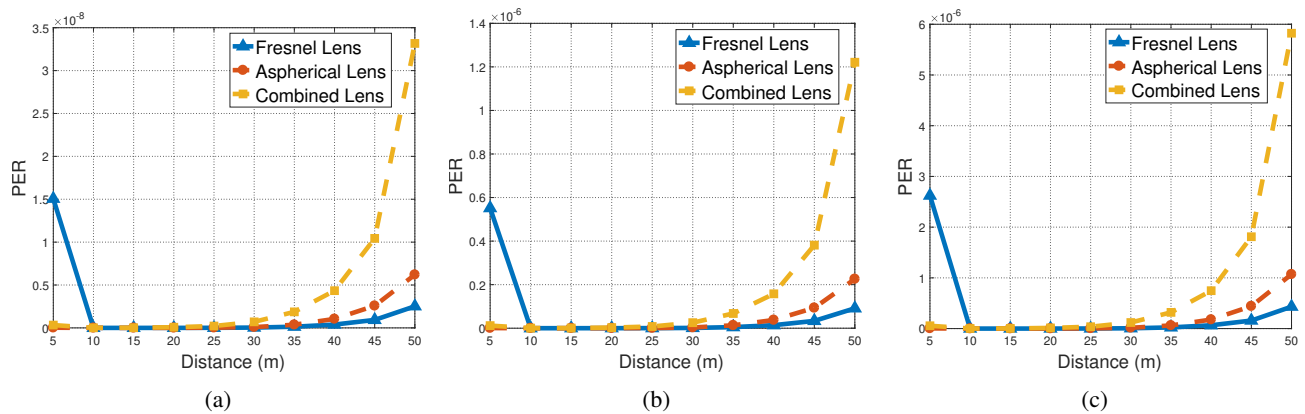 ×10⁻⁸
3.5
3
2.5
2
1.5
1
0.5
0
PER
5 10 15 20 25 30 35 40 45 50
Distance (m)
Fresnel Lens
Aspherical Lens
Combined Lens
(a)
×10⁻⁶
1.4
1.2
1
0.8
0.6
0.4
0.2
0
PER
5 10 15 20 25 30 35 40 45 50
Distance (m)
Fresnel Lens
Aspherical Lens
Combined Lens
(b)
×10⁻⁶
6
5
4
3
2
1
0
PER
5 10 15 20 25 30 35 40 45 50
Distance (m)
Fresnel Lens
Aspherical Lens
Combined Lens
(c)